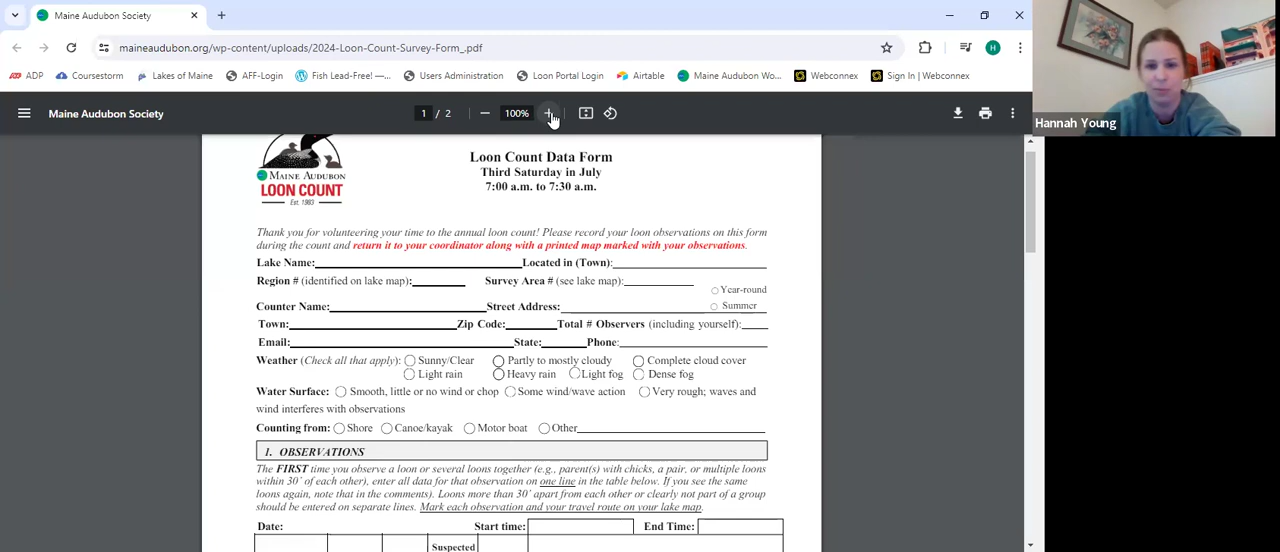 Maine Audubon Society
maineaudubon.org/wp-content/uploads/2024-Loon-Count-Survey-Form_.pdf
H
ADP Coursestorm Lakes of Maine AFF-Login Fish Lead-Free! —... Users Administration Loon Portal Login Airtable Maine Audubon Wo... Webconnex Sign In | Webconnex
Maine Audubon Society 1 / 2 100%
Hannah Young
MAINE AUDUBON
LOON COUNT
Est. 1983
Loon Count Data Form
Third Saturday in July
7:00 a.m. to 7:30 a.m.
Thank you for volunteering your time to the annual loon count! Please record your loon observations on this form
during the count and return it to your coordinator along with a printed map marked with your observations.
Lake Name: Located in (Town):
Region # (identified on lake map): Survey Area # (see lake map):
Year-round
Counter Name: Street Address: Summer
Town: Zip Code: Total # Observers (including yourself):
Email: State: Phone:
Weather (Check all that apply): Sunny/Clear Partly to mostly cloudy Complete cloud cover
Light rain Heavy rain Light fog Dense fog
Water Surface: Smooth, little or no wind or chop Some wind/wave action Very rough; waves and
wind interferes with observations
Counting from: Shore Canoe/kayak Motor boat Other
1. OBSERVATIONS
The FIRST time you observe a loon or several loons together (e.g., parent(s) with chicks, a pair, or multiple loons
within 30' of each other), enter all data for that observation on one line in the table below. If you see the same
loons again, note that in the comments). Loons more than 30' apart from each other or clearly not part of a group
should be entered on separate lines. Mark each observation and your travel route on your lake map.
Date: Start time: End Time:
Suspected